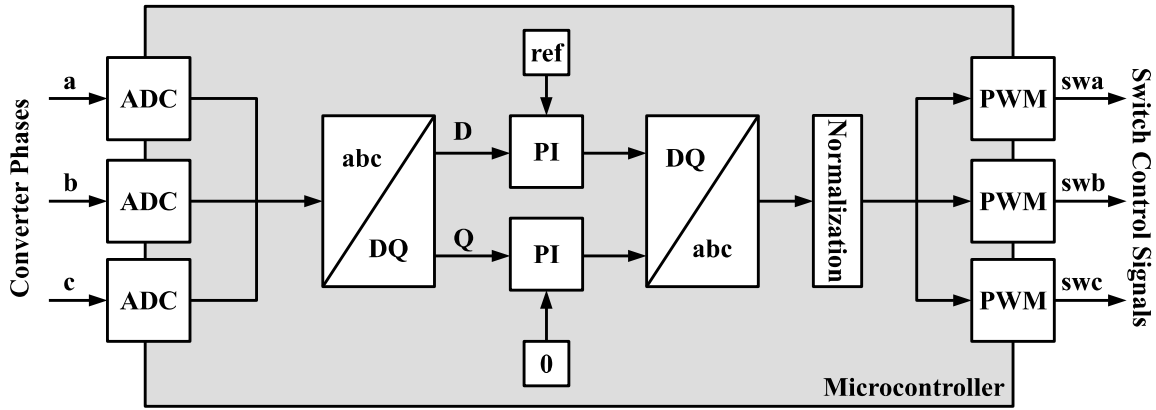 Converter Phases
a
ADC
b
ADC
c
ADC
abc
DQ
D
Q
ref
PI
PI
0
DQ
abc
Normalization
PWM
swa
PWM
swb
PWM
swc
Switch Control Signals
Microcontroller